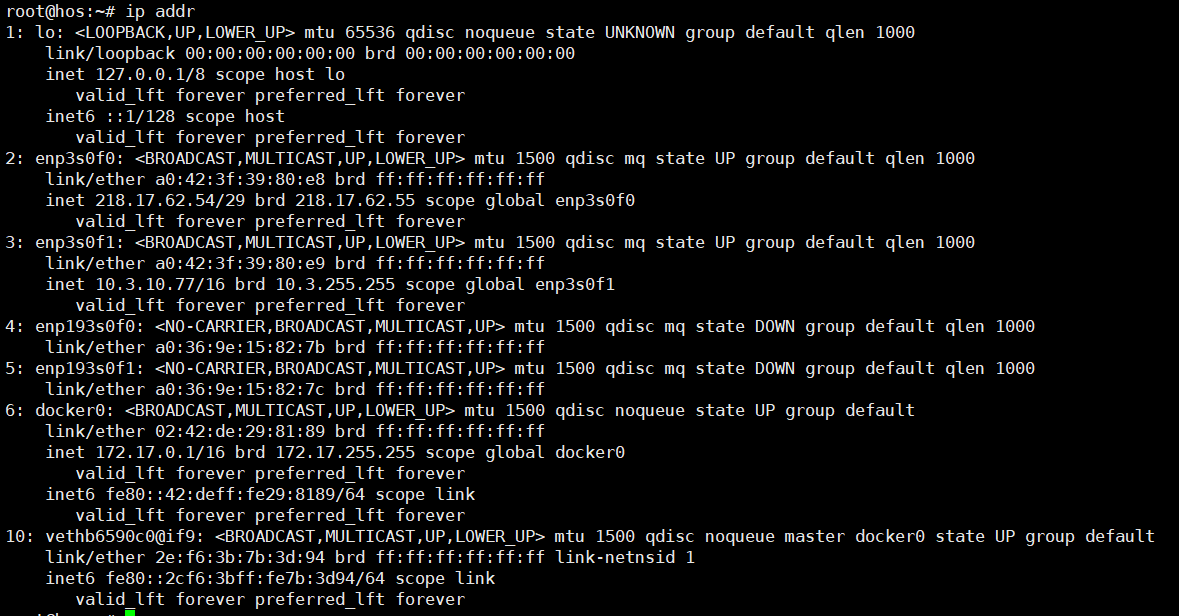 root@hos:~# ip addr
1: lo: <LOOPBACK,UP,LOWER_UP> mtu 65536 qdisc noqueue state UNKNOWN group default qlen 1000
    link/loopback 00:00:00:00:00:00 brd 00:00:00:00:00:00
    inet 127.0.0.1/8 scope host lo
       valid_lft forever preferred_lft forever
    inet6 ::1/128 scope host
       valid_lft forever preferred_lft forever
2: enp3s0f0: <BROADCAST,MULTICAST,UP,LOWER_UP> mtu 1500 qdisc mq state UP group default qlen 1000
    link/ether a0:42:3f:39:80:e8 brd ff:ff:ff:ff:ff:ff
    inet 218.17.62.54/29 brd 218.17.62.55 scope global enp3s0f0
       valid_lft forever preferred_lft forever
3: enp3s0f1: <BROADCAST,MULTICAST,UP,LOWER_UP> mtu 1500 qdisc mq state UP group default qlen 1000
    link/ether a0:42:3f:39:80:e9 brd ff:ff:ff:ff:ff:ff
    inet 10.3.10.77/16 brd 10.3.255.255 scope global enp3s0f1
       valid_lft forever preferred_lft forever
4: enp193s0f0: <NO-CARRIER,BROADCAST,MULTICAST,UP> mtu 1500 qdisc mq state DOWN group default qlen 1000
    link/ether a0:36:9e:15:82:7b brd ff:ff:ff:ff:ff:ff
5: enp193s0f1: <NO-CARRIER,BROADCAST,MULTICAST,UP> mtu 1500 qdisc mq state DOWN group default qlen 1000
    link/ether a0:36:9e:15:82:7c brd ff:ff:ff:ff:ff:ff
6: docker0: <BROADCAST,MULTICAST,UP,LOWER_UP> mtu 1500 qdisc noqueue state UP group default
    link/ether 02:42:de:29:81:89 brd ff:ff:ff:ff:ff:ff
    inet 172.17.0.1/16 brd 172.17.255.255 scope global docker0
       valid_lft forever preferred_lft forever
    inet6 fe80::42:deff:fe29:8189/64 scope link
       valid_lft forever preferred_lft forever
10: vethb6590c0@if9: <BROADCAST,MULTICAST,UP,LOWER_UP> mtu 1500 qdisc noqueue master docker0 state UP group default
    link/ether 2e:f6:3b:7b:3d:94 brd ff:ff:ff:ff:ff:ff link-netnsid 1
    inet6 fe80::2cf6:3bff:fe7b:3d94/64 scope link
       valid_lft forever preferred_lft forever